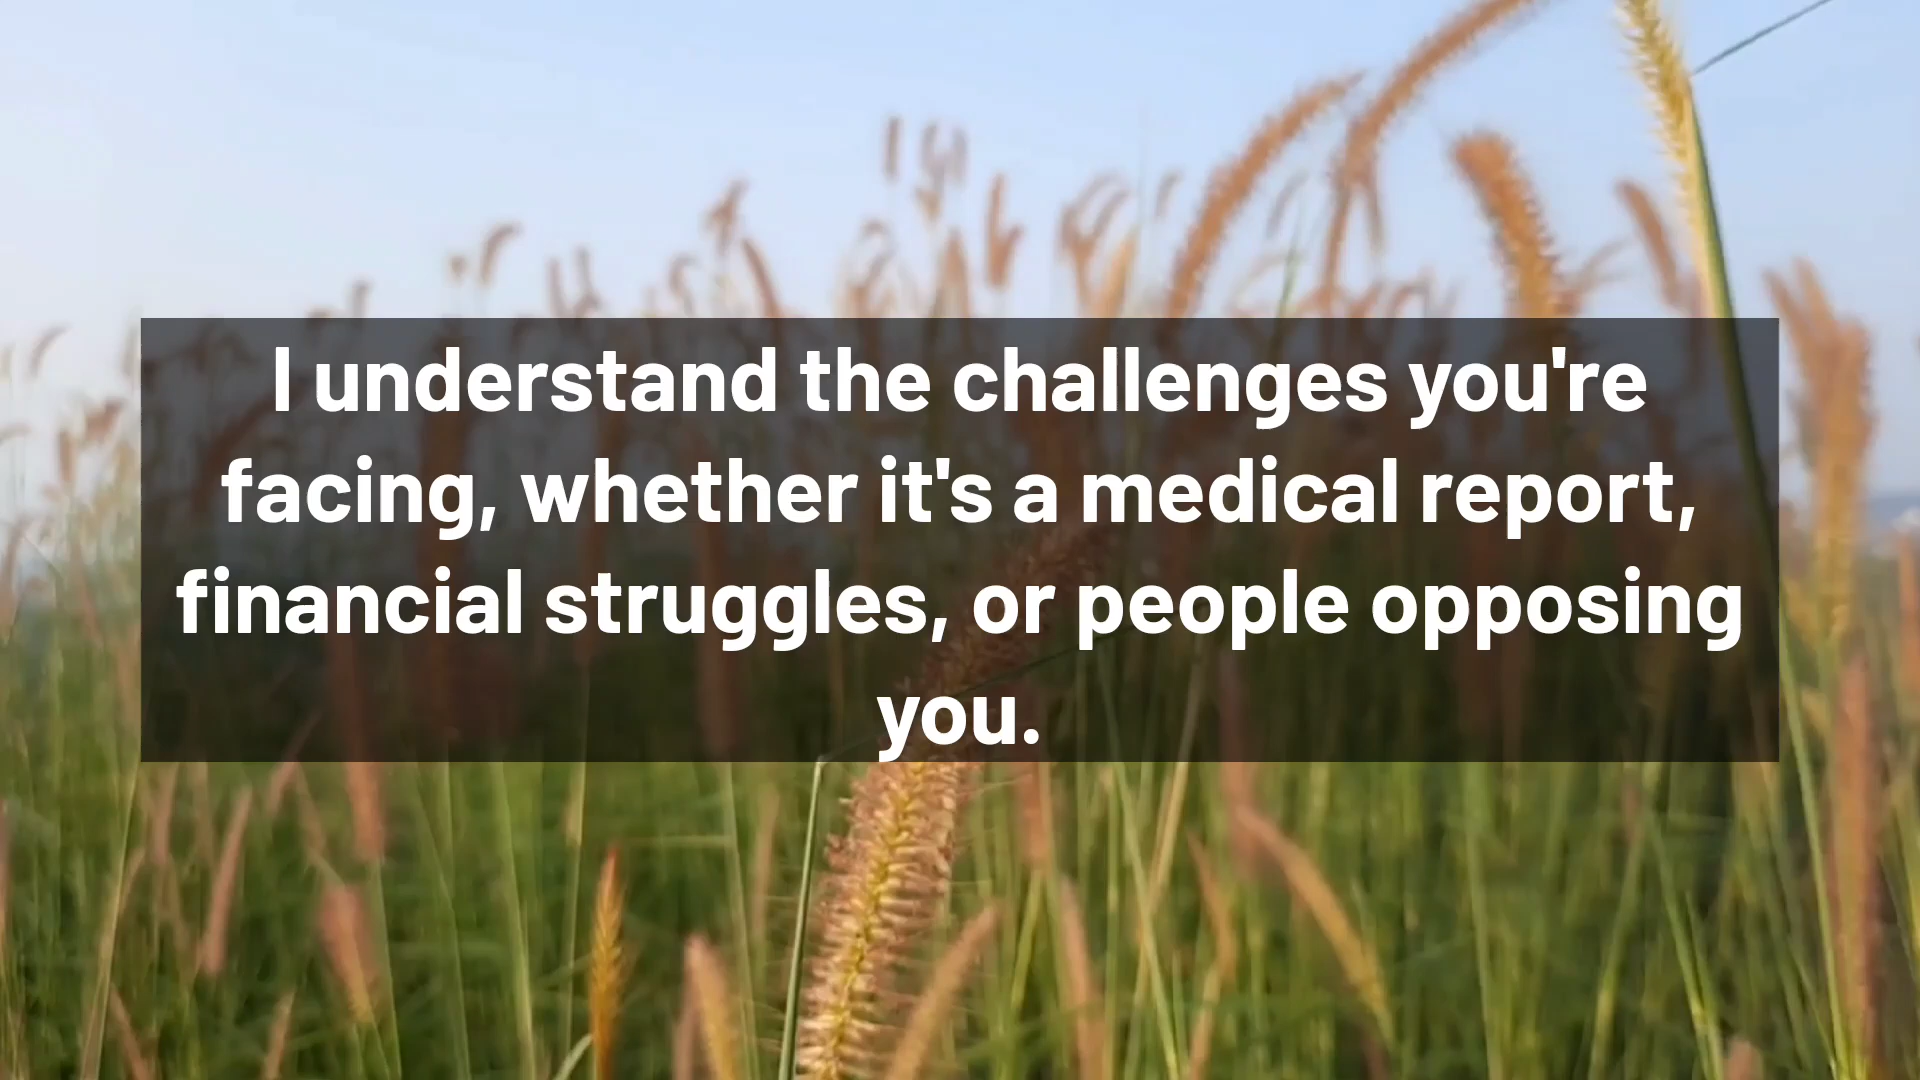 I understand the challenges you're
facing, whether it's a medical report,
financial struggles, or people opposing
you.